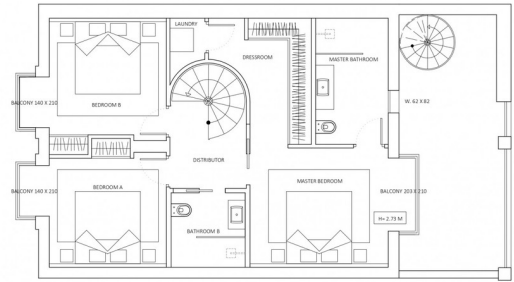 LAUNDRY
DRESSROOM
MASTER BATHROOM
BALCONY 140 X 210
BEDROOM B
W. 62 X 82
DISTRIBUTOR
BALCONY 140 X 210
BEDROOM A
MASTER BEDROOM
BALCONY 203 X 210
H= 2.73 M
BATHROOM B